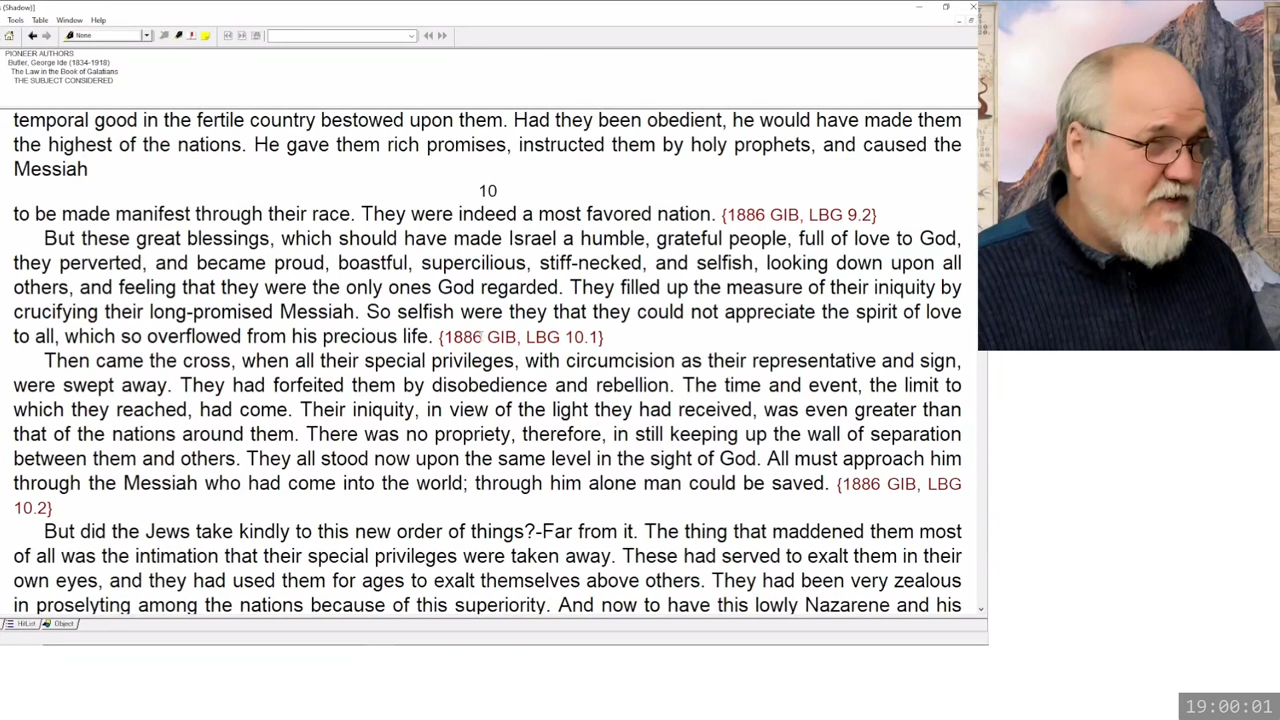 (Shadow)]
Tools Table Window Help
None
PIONEER AUTHORS
Butler, George Ide (1834-1918)
The Law in the Book of Galatians
THE SUBJECT CONSIDERED
temporal good in the fertile country bestowed upon them. Had they been obedient, he would have made them
the highest of the nations. He gave them rich promises, instructed them by holy prophets, and caused the
Messiah
10
to be made manifest through their race. They were indeed a most favored nation. {1886 GIB, LBG 9.2}
But these great blessings, which should have made Israel a humble, grateful people, full of love to God,
they perverted, and became proud, boastful, supercilious, stiff-necked, and selfish, looking down upon all
others, and feeling that they were the only ones God regarded. They filled up the measure of their iniquity by
crucifying their long-promised Messiah. So selfish were they that they could not appreciate the spirit of love
to all, which so overflowed from his precious life. {1886 GIB, LBG 10.1}
Then came the cross, when all their special privileges, with circumcision as their representative and sign,
were swept away. They had forfeited them by disobedience and rebellion. The time and event, the limit to
which they reached, had come. Their iniquity, in view of the light they had received, was even greater than
that of the nations around them. There was no propriety, therefore, in still keeping up the wall of separation
between them and others. They all stood now upon the same level in the sight of God. All must approach him
through the Messiah who had come into the world; through him alone man could be saved. {1886 GIB, LBG
10.2}
But did the Jews take kindly to this new order of things?-Far from it. The thing that maddened them most
of all was the intimation that their special privileges were taken away. These had served to exalt them in their
own eyes, and they had used them for ages to exalt themselves above others. They had been very zealous
in proselyting among the nations because of this superiority. And now to have this lowly Nazarene and his
HitList Object
19:00:01